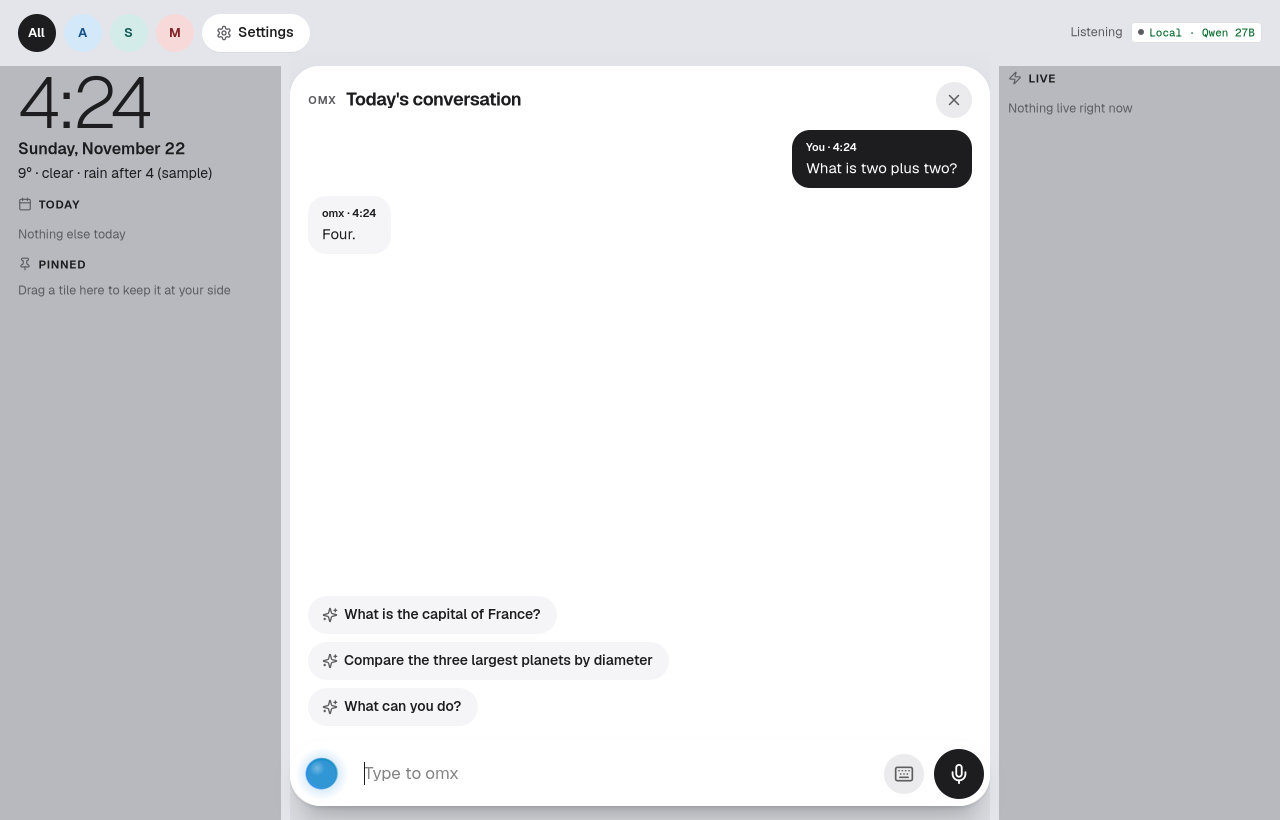 All A S M Settings
Listening Local · Qwen 27B
4:24
Sunday, November 22
9° · clear · rain after 4 (sample)
TODAY
Nothing else today
PINNED
Drag a tile here to keep it at your side
OMX Today's conversation
You · 4:24
What is two plus two?
omx · 4:24
Four.
What is the capital of France?
Compare the three largest planets by diameter
What can you do?
Type to omx
LIVE
Nothing live right now